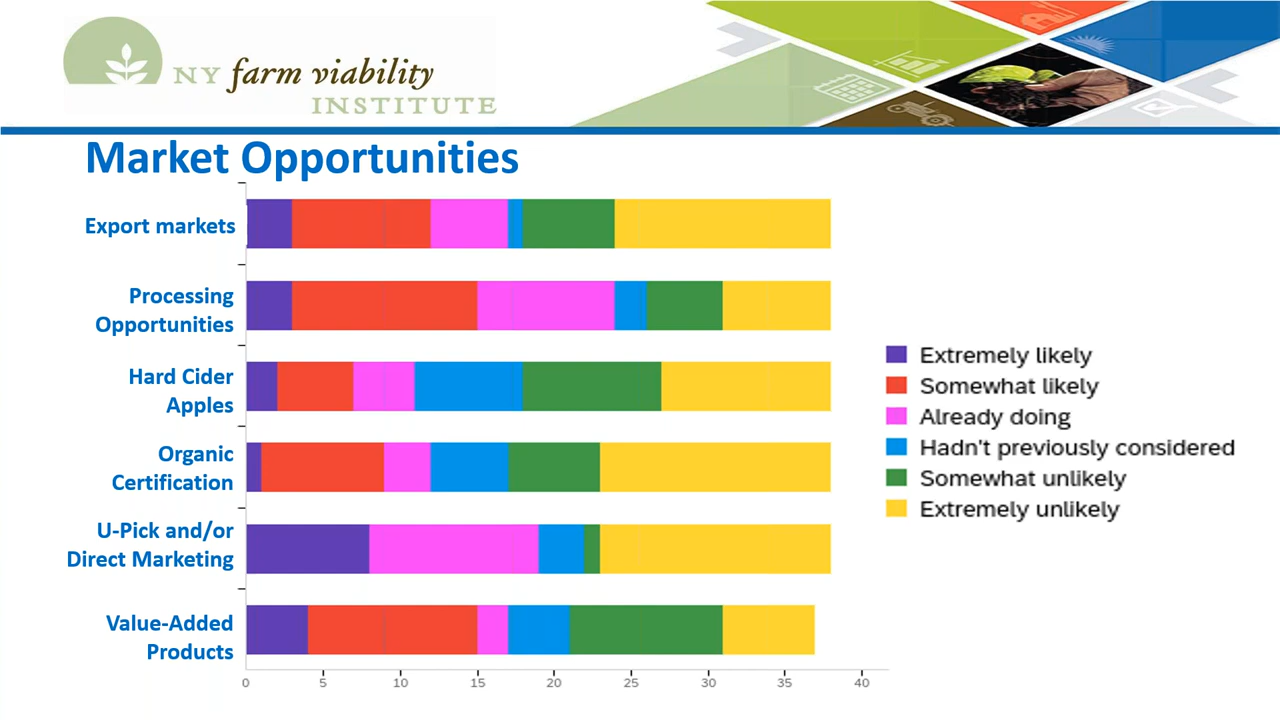 NY farm viability
INSTITUTE
Market Opportunities
Export markets
Processing
Opportunities
Hard Cider
Apples
Organic
Certification
U-Pick and/or
Direct Marketing
Value-Added
Products
0 5 10 15 20 25 30 35 40
Extremely likely
Somewhat likely
Already doing
Hadn't previously considered
Somewhat unlikely
Extremely unlikely